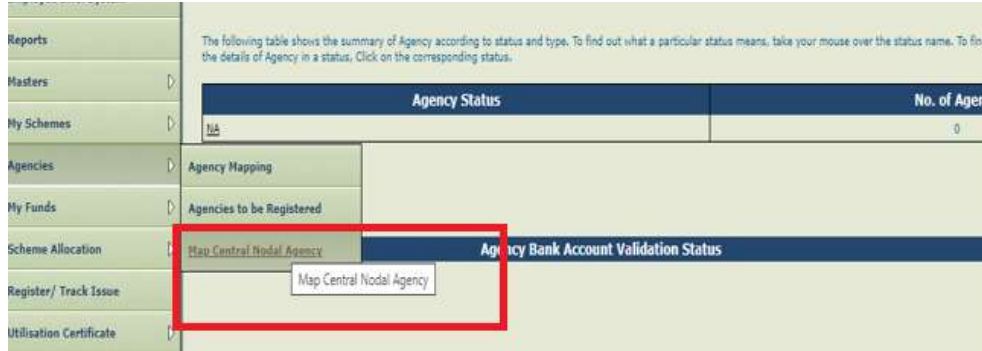 Reports
The following table shows the summary of Agency according to status and type. To find out what a particular status means, take your mouse over the status name. To fin
the details of Agency in a status, Click on the corresponding status.
Masters
Agency Status No. of Agen
My Schemes
NA 0
Agencies
Agency Mapping
My Funds
Agencies to be Registered
Scheme Allocation
Map Central Nodal Agency
Agency Bank Account Validation Status
Map Central Nodal Agency
Register/ Track Issue
Utilisation Certificate